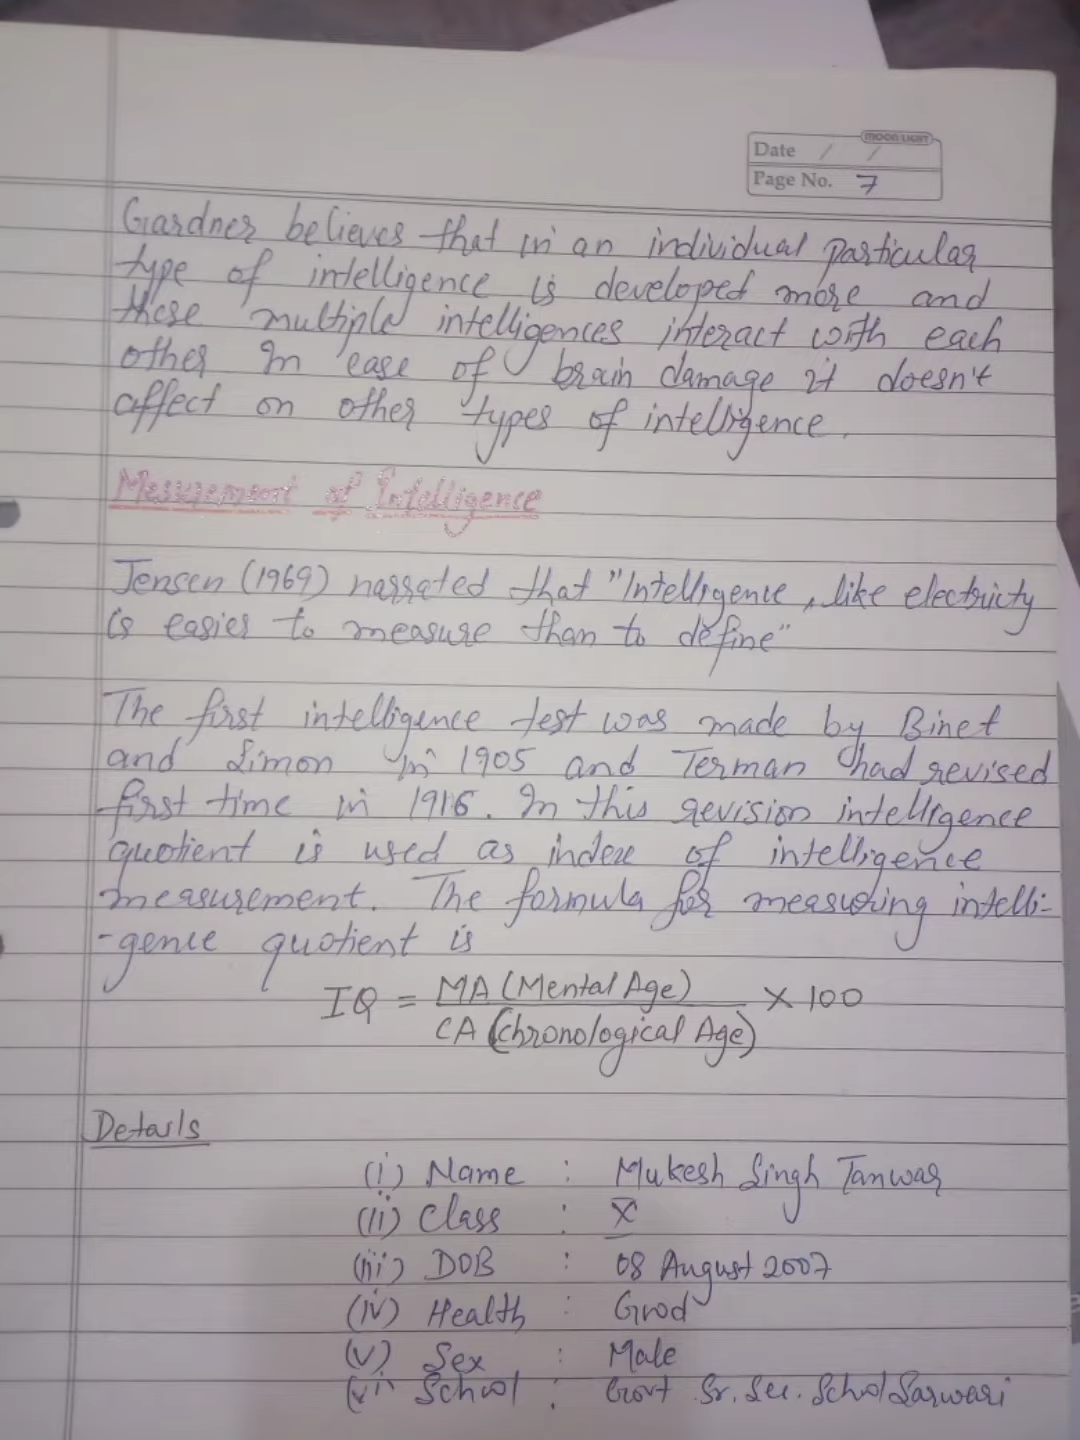 MOON LIGHT
Date / /
Page No. 7
Gardner believes that in an individual particular
type of intelligence is developed more and
these multiple intelligences interact with each
other In case of brain damage it doesn't
affect on other types of intelligence.
Mesurement of Intelligence
Jensen (1969) narrated that "Intelligence, like electricty
is easier to measure than to define"
The first intelligence test was made by Binet
and Simon in 1905 and Terman had revised
first time in 1916. In this revision intelligence
quotient is used as index of intelligence
measurement. The formula for measuring intelli-
-gence quotient is
IQ = MA (Mental Age) / CA (Chronological Age) × 100
Details
(i) Name : Mukesh Singh Tanwar
(ii) Class : X
(iii) DOB : 08 August 2007
(iv) Health : Good
(v) Sex : Male
(vi) School : Govt Sr. Sec. School Sarwari